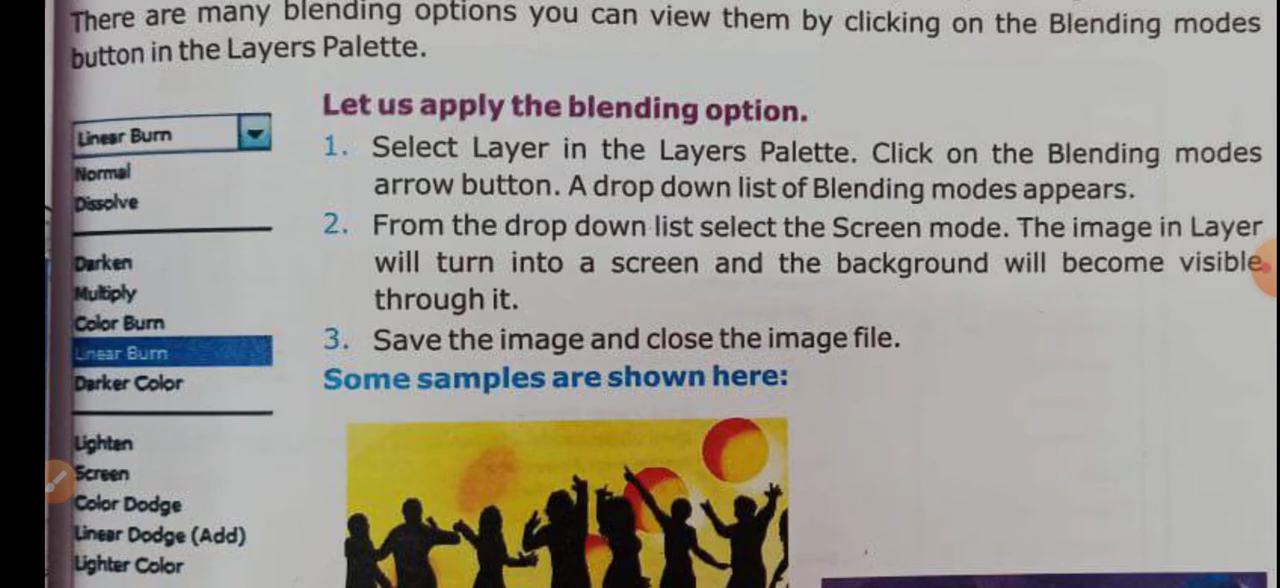 There are many blending options you can view them by clicking on the Blending modes
button in the Layers Palette.
Linear Burn
Normal
Dissolve
Darken
Multiply
Color Burn
Linear Burn
Darker Color
Lighten
Screen
Color Dodge
Linear Dodge (Add)
Lighter Color
Let us apply the blending option.
1. Select Layer in the Layers Palette. Click on the Blending modes
arrow button. A drop down list of Blending modes appears.
2. From the drop down list select the Screen mode. The image in Layer
will turn into a screen and the background will become visible
through it.
3. Save the image and close the image file.
Some samples are shown here: